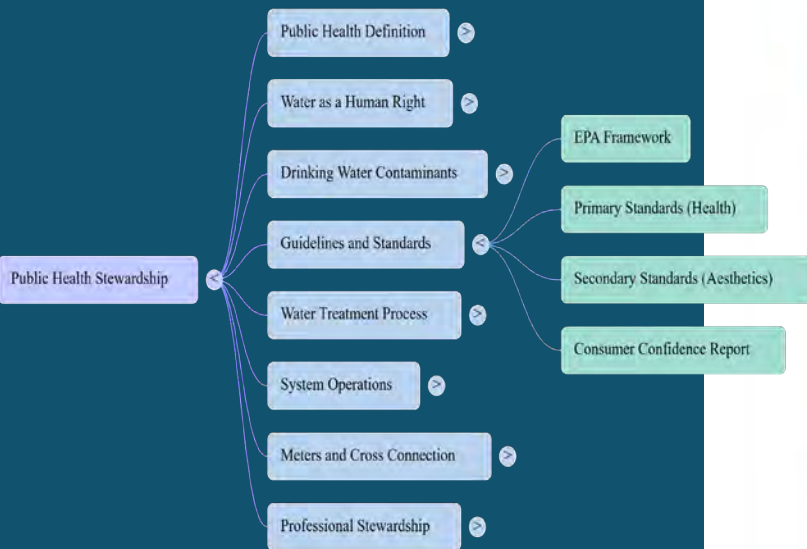 Public Health Definition
Water as a Human Right
EPA Framework
Drinking Water Contaminants
Primary Standards (Health)
Guidelines and Standards
Public Health Stewardship
Secondary Standards (Aesthetics)
Water Treatment Process
Consumer Confidence Report
System Operations
Meters and Cross Connection
Professional Stewardship